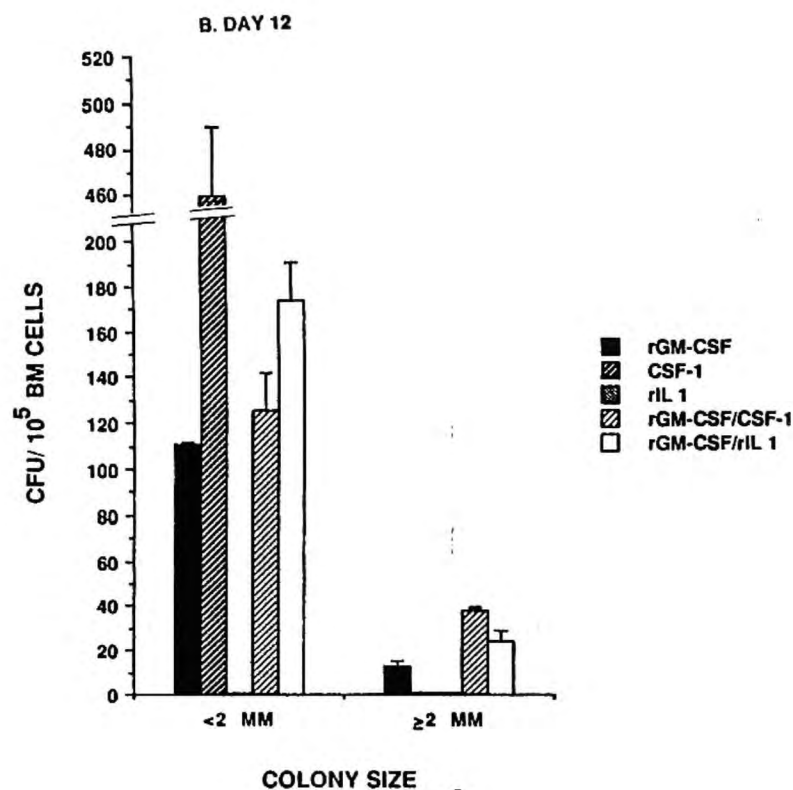 B. DAY 12
520
500
480
460
200
180
160
140
120
100
80
60
40
20
0
CFU/ 10⁵ BM CELLS
<2 MM
≥2 MM
COLONY SIZE
rGM-CSF
CSF-1
rIL 1
rGM-CSF/CSF-1
rGM-CSF/rIL 1